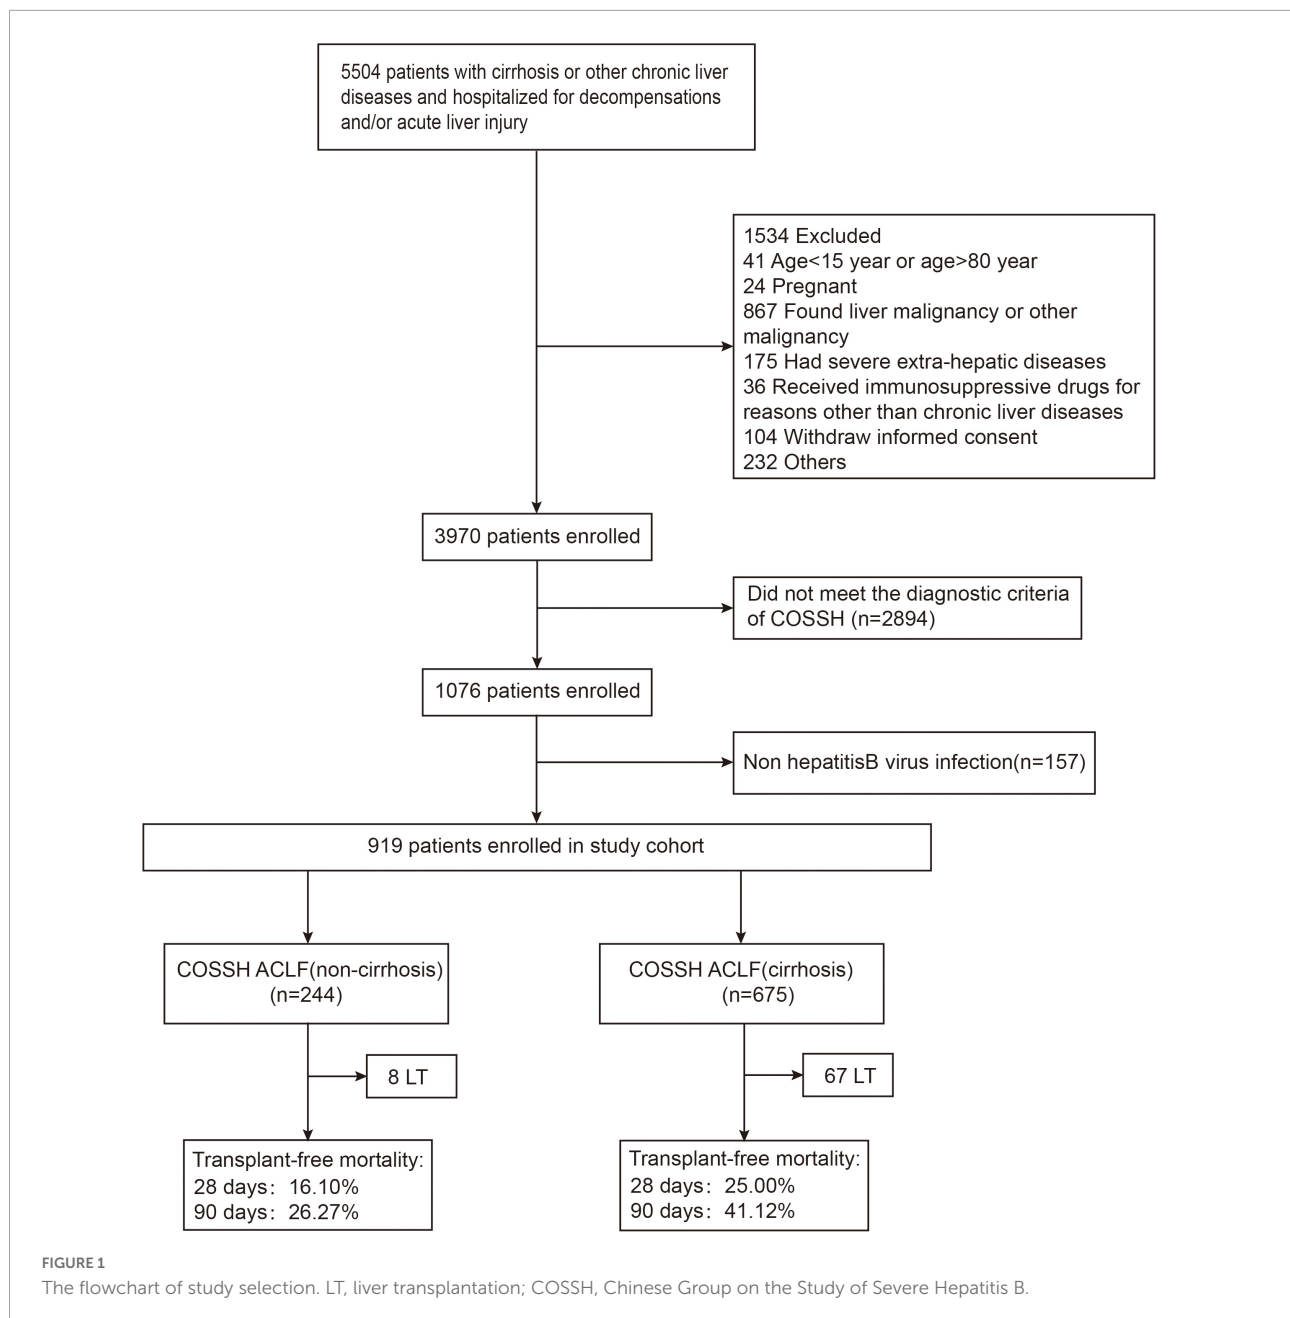 5504 patients with cirrhosis or other chronic liver
diseases and hospitalized for decompensations
and/or acute liver injury
1534 Excluded
41 Age<15 year or age>80 year
24 Pregnant
867 Found liver malignancy or other
malignancy
175 Had severe extra-hepatic diseases
36 Received immunosuppressive drugs for
reasons other than chronic liver diseases
104 Withdraw informed consent
232 Others
3970 patients enrolled
Did not meet the diagnostic criteria
of COSSH (n=2894)
1076 patients enrolled
Non hepatitisB virus infection(n=157)
919 patients enrolled in study cohort
COSSH ACLF(non-cirrhosis)
(n=244)
COSSH ACLF(cirrhosis)
(n=675)
8 LT
67 LT
Transplant-free mortality:
28 days：16.10%
90 days：26.27%
Transplant-free mortality:
28 days：25.00%
90 days：41.12%
FIGURE 1
The flowchart of study selection. LT, liver transplantation; COSSH, Chinese Group on the Study of Severe Hepatitis B.